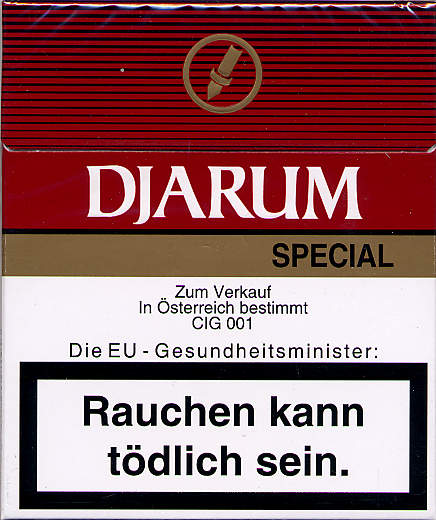 DJARUM
SPECIAL
Zum Verkauf
In Österreich bestimmt
CIG 001
Die EU - Gesundheitsminister:
Rauchen kann
tödlich sein.